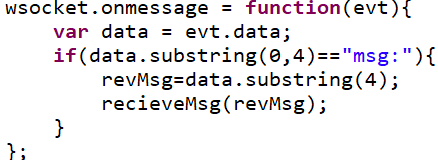 wsocket.onmessage = function(evt){
    var data = evt.data;
    if(data.substring(0,4)=="msg:"){
        revMsg=data.substring(4);
        recieveMsg(revMsg);
    }
};